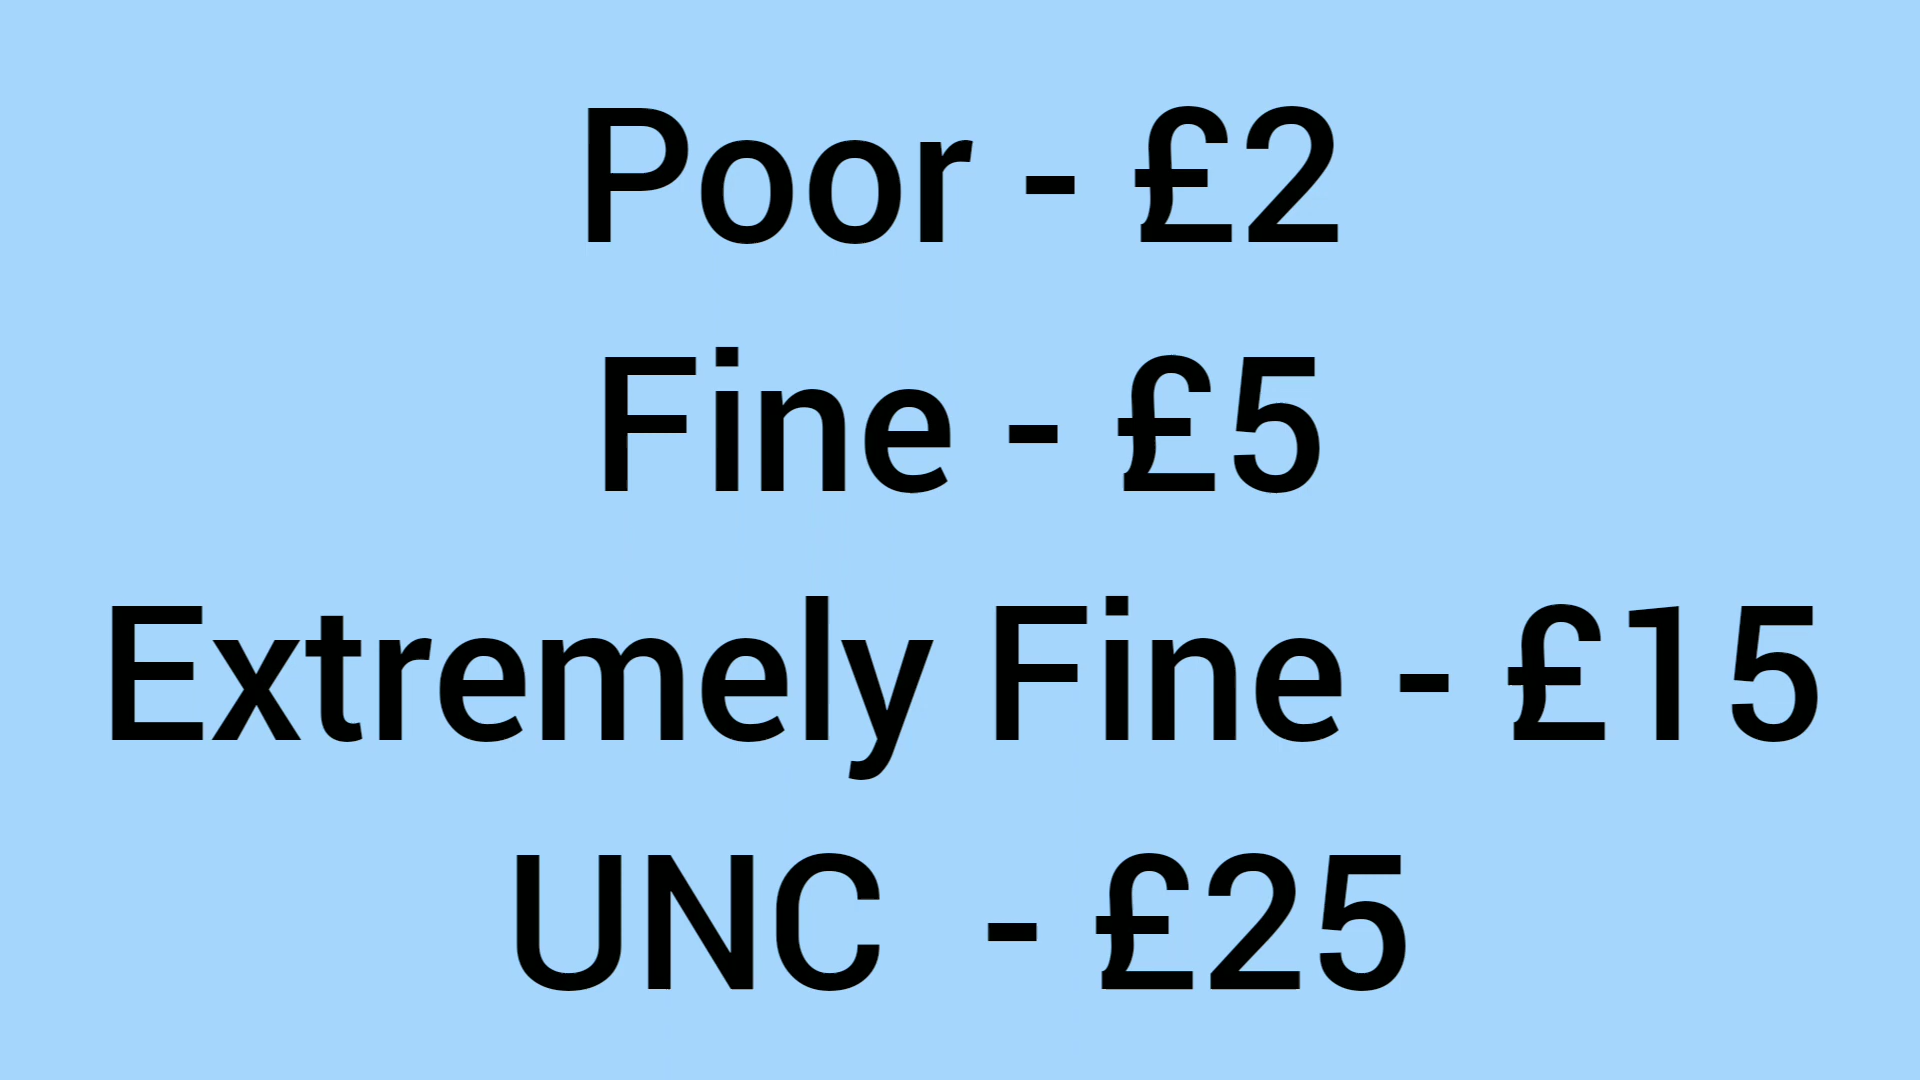 Poor - £2
Fine - £5
Extremely Fine - £15
UNC - £25